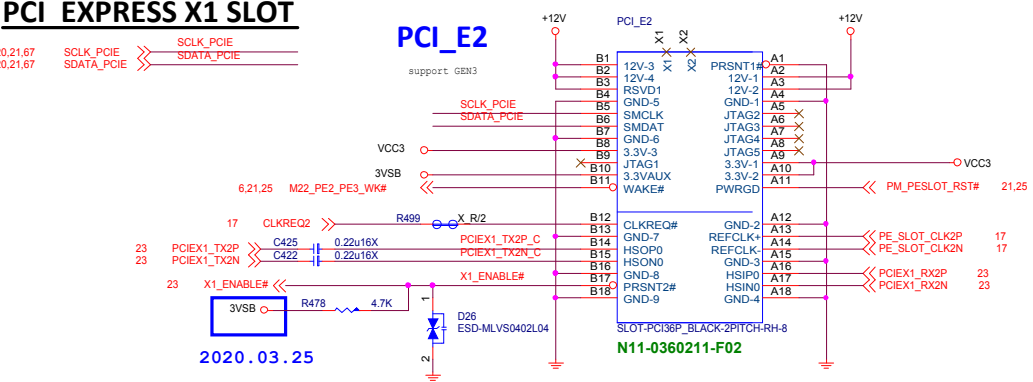 PCI EXPRESS X1 SLOT
20,21,67 SCLK_PCIE SCLK_PCIE
20,21,67 SDATA_PCIE SDATA_PCIE
PCI_E2
support GEN3
+12V PCI_E2 X1 X2 +12V
X1 X2
B1 12V-3 PRSNT1# A1
B2 12V-4 12V-1 A2
B3 RSVD1 12V-2 A3
B4 GND-5 GND-1 A4
SCLK_PCIE B5 SMCLK JTAG2 A5
SDATA_PCIE B6 SMDAT JTAG3 A6
B7 GND-6 JTAG4 A7
VCC3 B8 3.3V-3 JTAG5 A8
B9 JTAG1 3.3V-1 A9 VCC3
3VSB B10 3.3VAUX 3.3V-2 A10
6,21,25 M22_PE2_PE3_WK# B11 WAKE# PWRGD A11 PM_PESLOT_RST# 21,25
17 CLKREQ2 R499 X_R/2 B12 CLKREQ# GND-2 A12
B13 GND-7 REFCLK+ A13 PE_SLOT_CLK2P 17
23 PCIEX1_TX2P C425 0.22u16X PCIEX1_TX2P_C B14 HSOP0 REFCLK- A14 PE_SLOT_CLK2N 17
23 PCIEX1_TX2N C422 0.22u16X PCIEX1_TX2N_C B15 HSON0 GND-3 A15
B16 GND-8 HSIP0 A16 PCIEX1_RX2P 23
23 X1_ENABLE# X1_ENABLE# B17 PRSNT2# HSIN0 A17 PCIEX1_RX2N 23
B18 GND-9 GND-4 A18
3VSB R478 4.7K
1
D26
ESD-MLVS0402L04
2
SLOT-PCI36P_BLACK-2PITCH-RH-8
N11-0360211-F02
2020.03.25